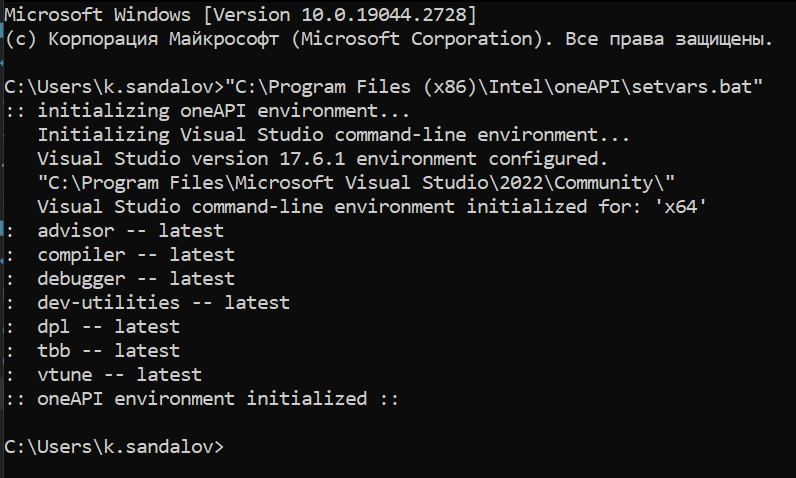 Microsoft Windows [Version 10.0.19044.2728]
(c) Корпорация Майкрософт (Microsoft Corporation). Все права защищены.
C:\Users\k.sandalov>"C:\Program Files (x86)\Intel\oneAPI\setvars.bat"
:: initializing oneAPI environment...
Initializing Visual Studio command-line environment...
Visual Studio version 17.6.1 environment configured.
"C:\Program Files\Microsoft Visual Studio\2022\Community\"
Visual Studio command-line environment initialized for: 'x64'
: advisor -- latest
: compiler -- latest
: debugger -- latest
: dev-utilities -- latest
: dpl -- latest
: tbb -- latest
: vtune -- latest
:: oneAPI environment initialized ::
C:\Users\k.sandalov>